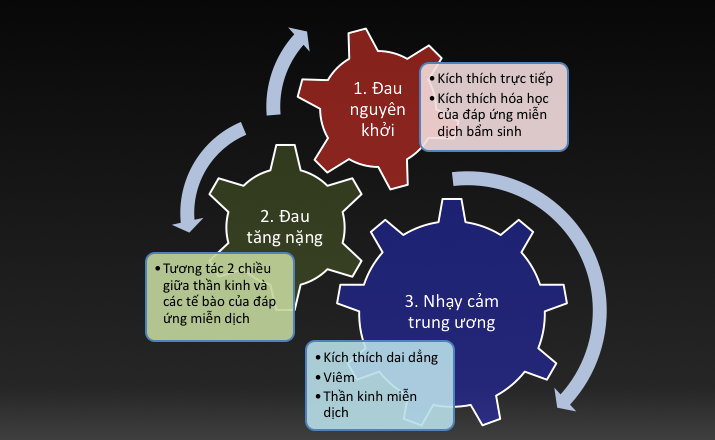 1. Đau
nguyên
khởi
• Kích thích trực tiếp
• Kích thích hóa học
của đáp ứng miễn
dịch bẩm sinh
2. Đau
tăng nặng
• Tương tác 2 chiều
giữa thần kinh và
các tế bào của đáp
ứng miễn dịch
3. Nhạy cảm
trung ương
• Kích thích dai dẳng
• Viêm
• Thần kinh miễn
dịch